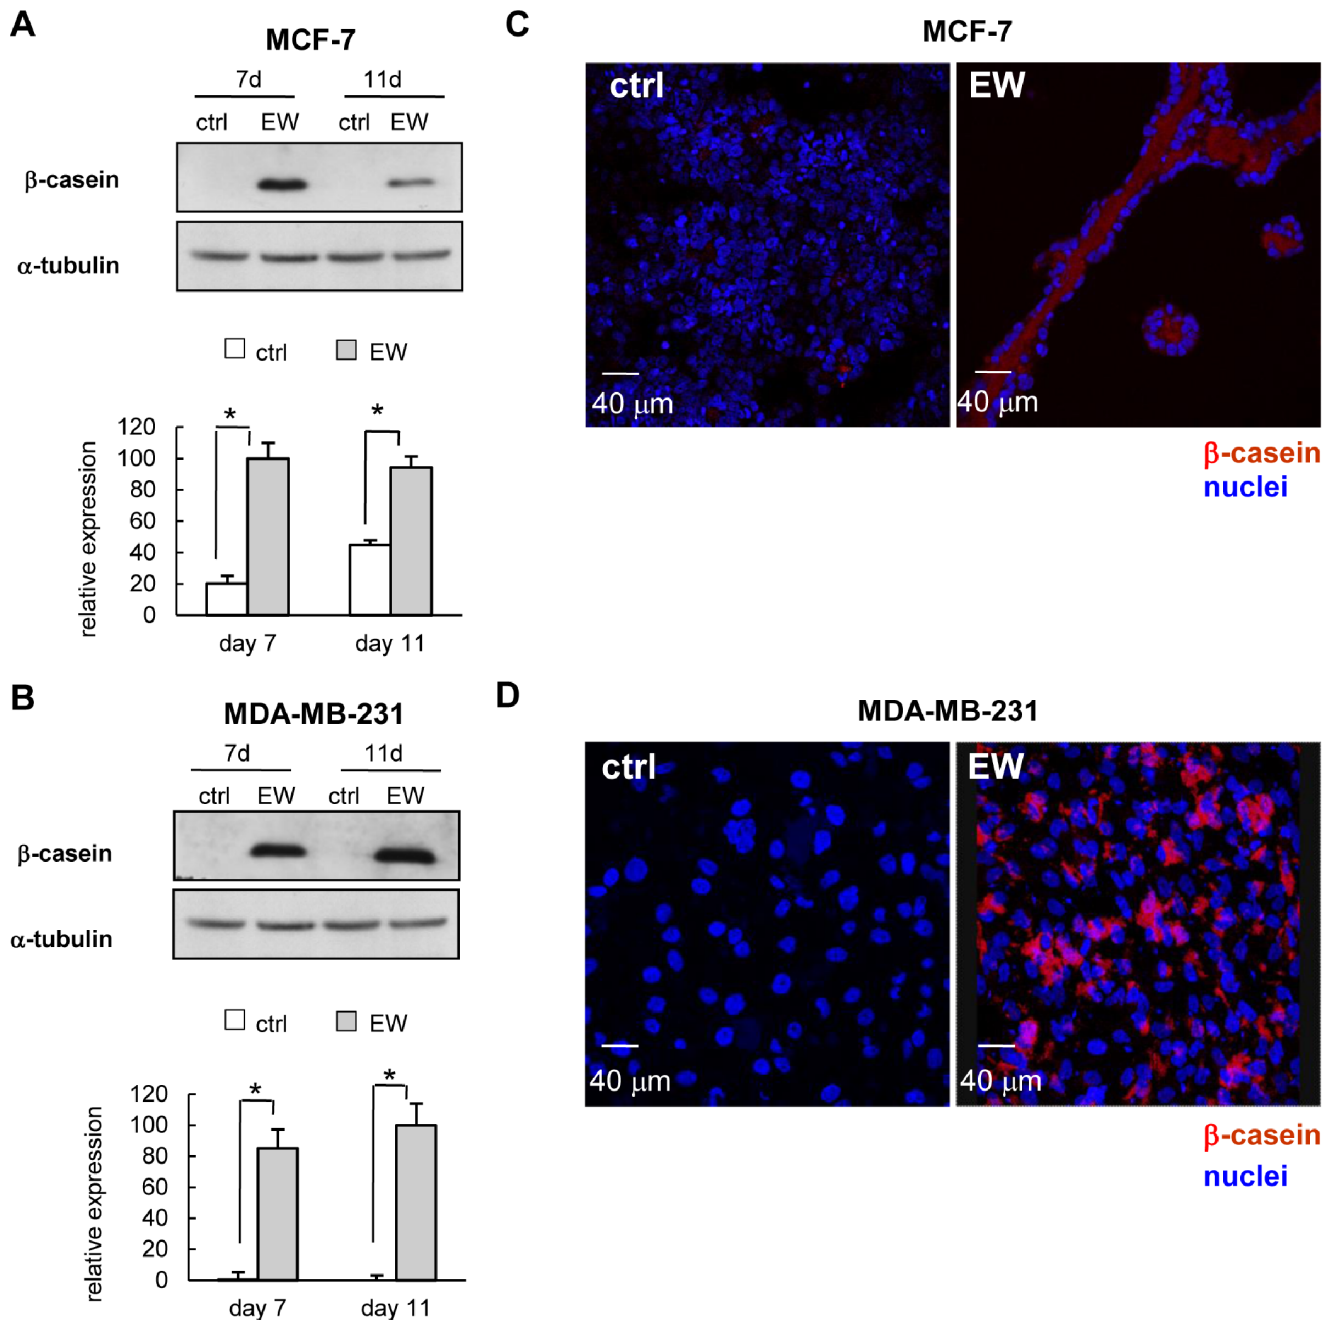 A
MCF-7
7d 11d
ctrl EW ctrl EW
β-casein
α-tubulin
ctrl EW
* *
relative expression
120
100
80
60
40
20
0
day 7 day 11
B
MDA-MB-231
7d 11d
ctrl EW ctrl EW
β-casein
α-tubulin
ctrl EW
* *
relative expression
120
100
80
60
40
20
0
day 7 day 11
C
MCF-7
ctrl EW
40 μm 40 μm
β-casein
nuclei
D
MDA-MB-231
ctrl EW
40 μm 40 μm
β-casein
nuclei